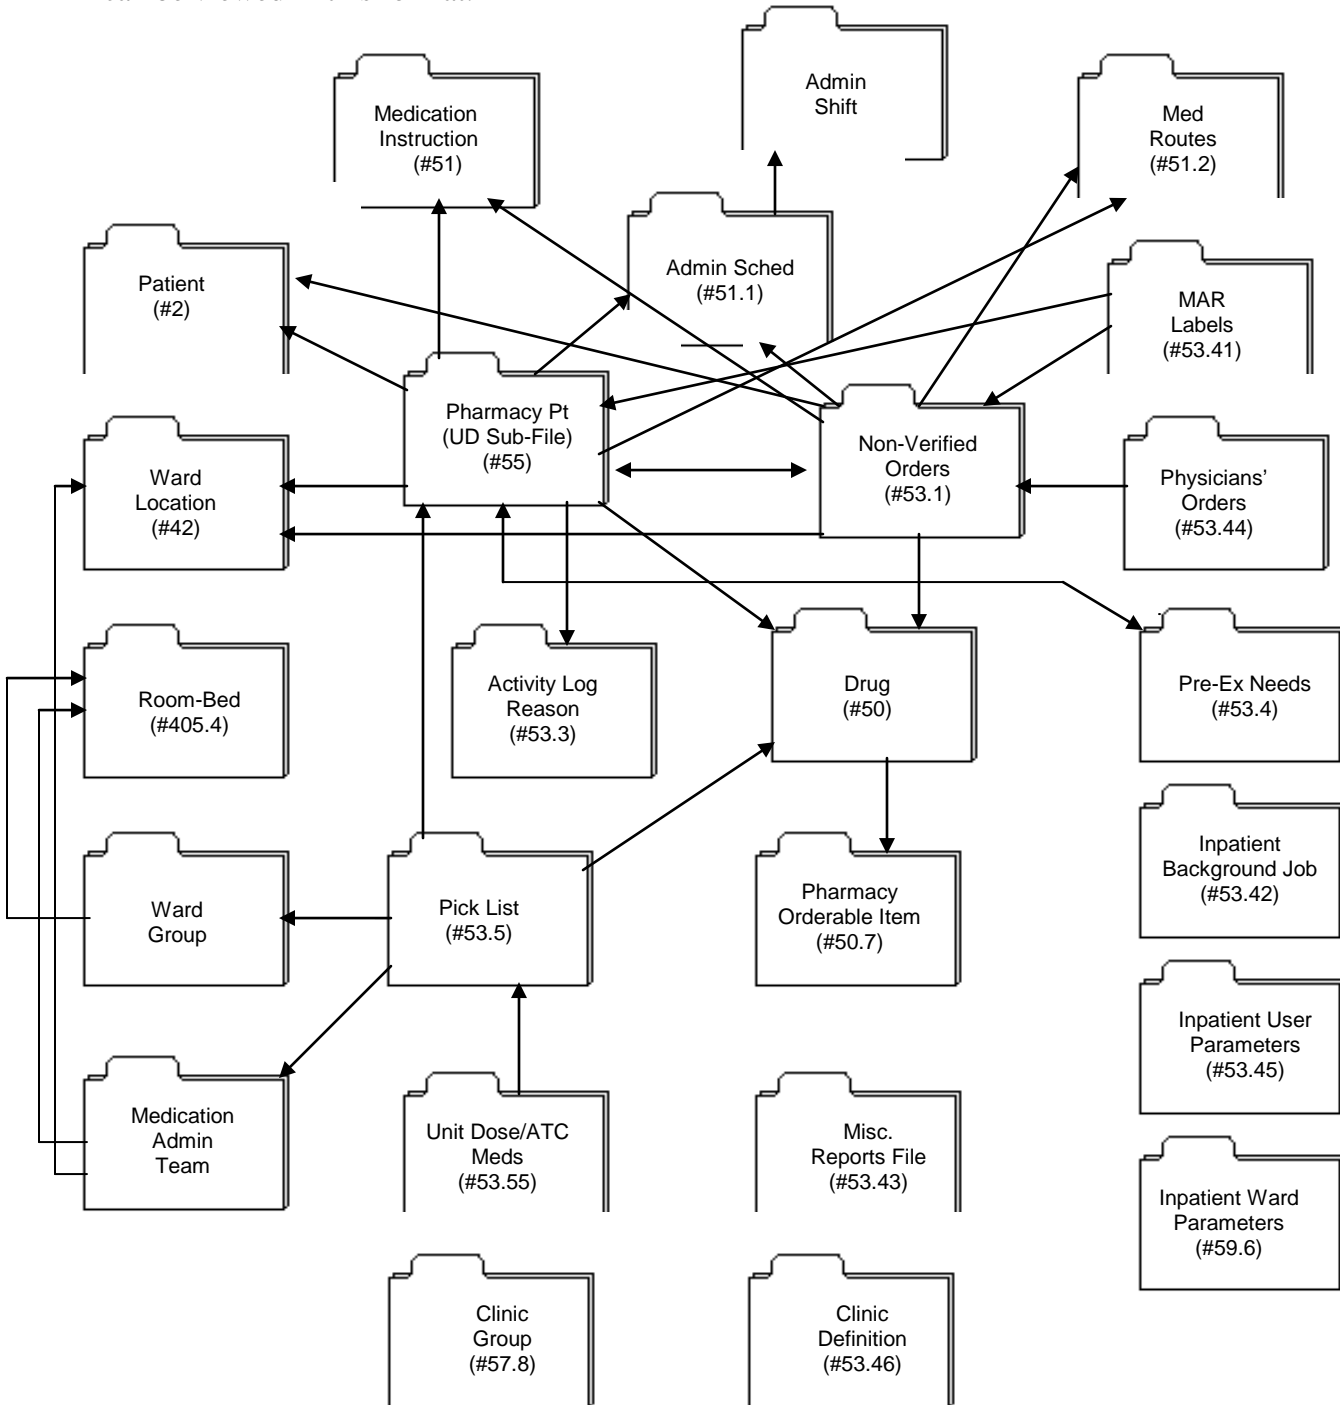 Admin
Shift
Medication
Instruction
(#51)
Med
Routes
(#51.2)
Patient
(#2)
Admin Sched
(#51.1)
MAR
Labels
(#53.41)
Pharmacy Pt
(UD Sub-File)
(#55)
Non-Verified
Orders
(#53.1)
Ward
Location
(#42)
Physicians’
Orders
(#53.44)
Room-Bed
(#405.4)
Activity Log
Reason
(#53.3)
Drug
(#50)
Pre-Ex Needs
(#53.4)
Inpatient
Background Job
(#53.42)
Ward
Group
Pick List
(#53.5)
Pharmacy
Orderable Item
(#50.7)
Inpatient User
Parameters
(#53.45)
Medication
Admin
Team
Unit Dose/ATC
Meds
(#53.55)
Misc.
Reports File
(#53.43)
Inpatient Ward
Parameters
(#59.6)
Clinic
Group
(#57.8)
Clinic
Definition
(#53.46)